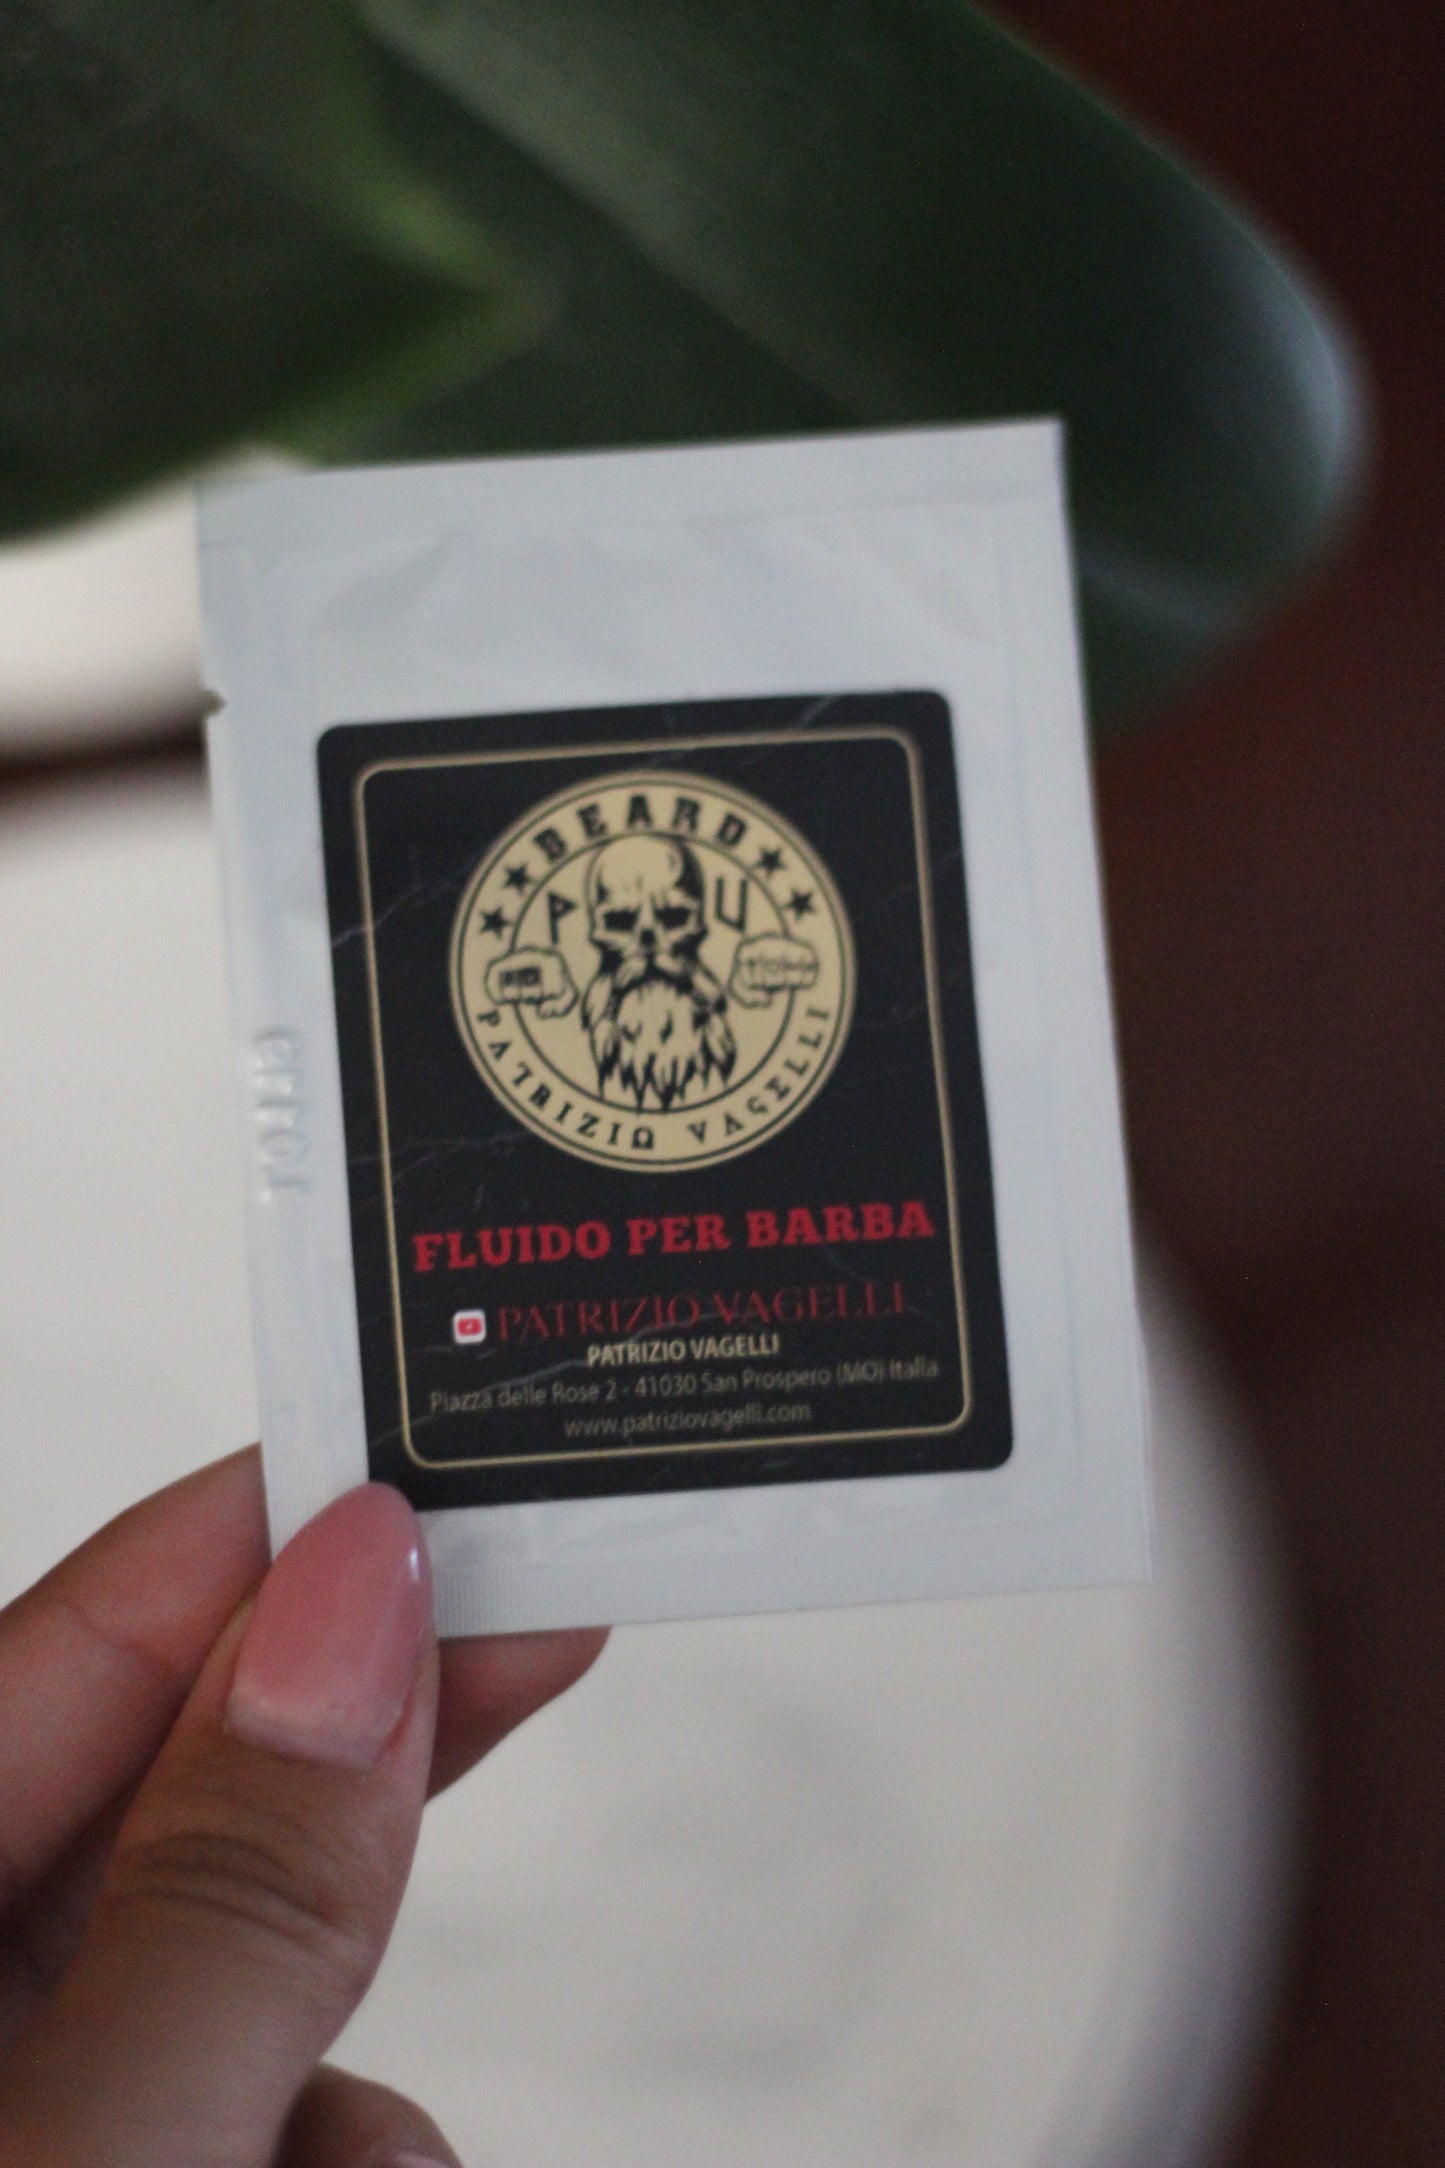 BEARD
P V
PATRIZIO VAGELLI
FLUIDO PER BARBA
PATRIZIO VAGELLI
PATRIZIO VAGELLI
Piazza delle Rose 2 - 41030 San Prospero (MO) Italia
www.patriziovagelli.com